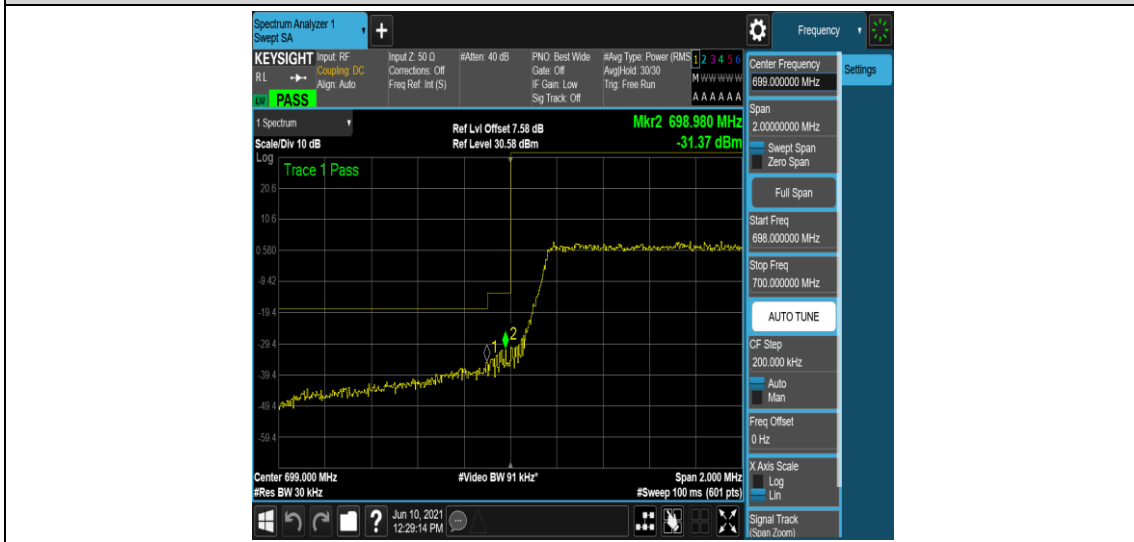 Spectrum Analyzer 1
Swept SA
+
Frequency
KEYSIGHT
RL
PASS
Input: RF
Coupling: DC
Align: Auto
Input Z: 50 Ω
Corrections: Off
Freq Ref: Int (S)
#Atten: 40 dB
PNO: Best Wide
Gate: Off
IF Gain: Low
Sig Track: Off
#Avg Type: Power (RMS
Avg|Hold: 30/30
Trig: Free Run
1 2 3 4 5 6
M W W W W W
A A A A A A
1 Spectrum
Scale/Div 10 dB
Ref Lvl Offset 7.58 dB
Ref Level 30.58 dBm
Mkr2 698.980 MHz
-31.37 dBm
Log
Trace 1 Pass
20.6
10.6
0.580
-9.42
-19.4
-29.4
-39.4
-49.4
-59.4
1
2
Center 699.000 MHz
#Res BW 30 kHz
#Video BW 91 kHz*
Span 2.000 MHz
#Sweep 100 ms (601 pts)
?
Jun 10, 2021
12:29:14 PM
Center Frequency
699.000000 MHz
Settings
Span
2.00000000 MHz
Swept Span
Zero Span
Full Span
Start Freq
698.000000 MHz
Stop Freq
700.000000 MHz
AUTO TUNE
CF Step
200.000 kHz
Auto
Man
Freq Offset
0 Hz
X Axis Scale
Log
Lin
Signal Track
(Span Zoom)